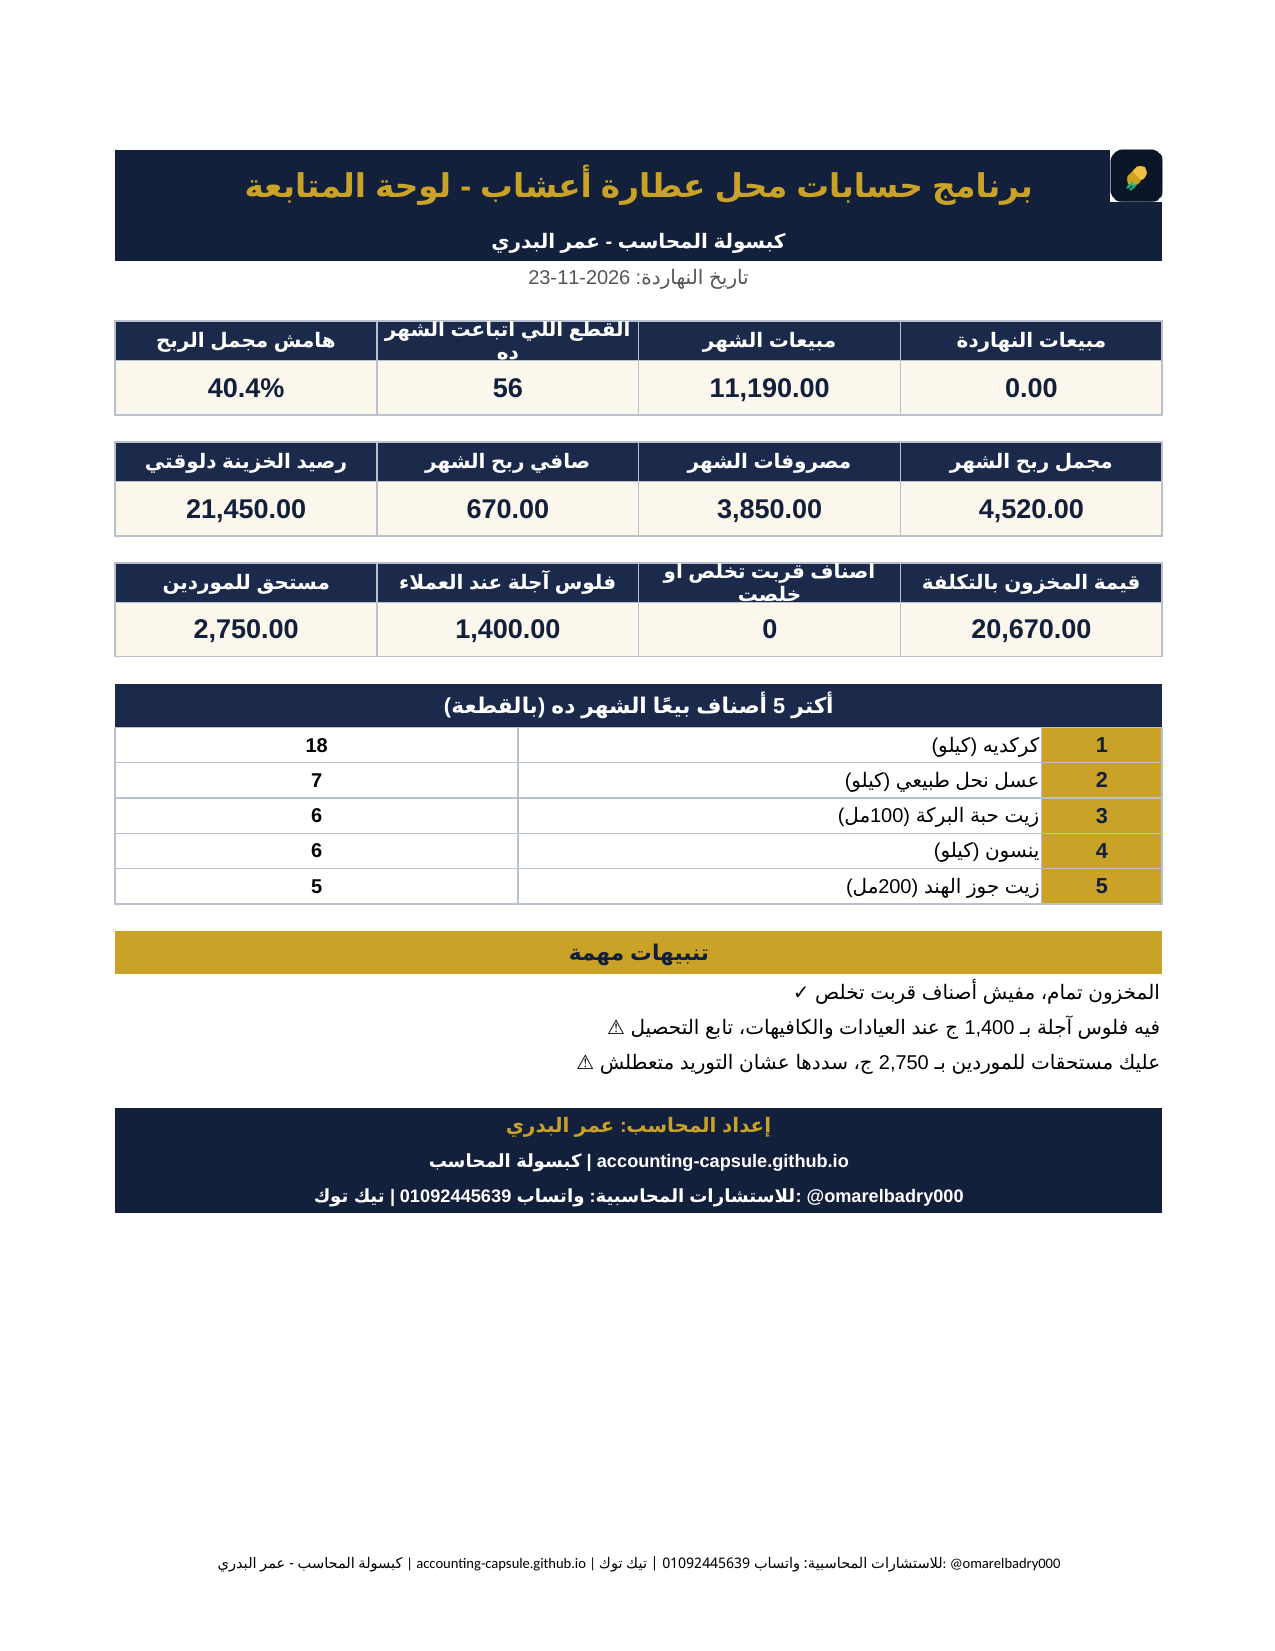 برنامج حسابات محل عطارة أعشاب - لوحة المتابعة
كبسولة المحاسب - عمر البدري
تاريخ النهاردة: 2026-11-23
مبيعات النهاردة
مبيعات الشهر
القطع اللي اتباعت الشهر
ده
هامش مجمل الربح
0.00
11,190.00
56
40.4%
مجمل ربح الشهر
مصروفات الشهر
صافي ربح الشهر
رصيد الخزينة دلوقتي
4,520.00
3,850.00
670.00
21,450.00
قيمة المخزون بالتكلفة
أصناف قربت تخلص أو
خلصت
فلوس آجلة عند العملاء
مستحق للموردين
20,670.00
0
1,400.00
2,750.00
أكتر 5 أصناف بيعًا الشهر ده (بالقطعة)
1 كركديه (كيلو) 18
2 عسل نحل طبيعي (كيلو) 7
3 زيت حبة البركة (100مل) 6
4 ينسون (كيلو) 6
5 زيت جوز الهند (200مل) 5
تنبيهات مهمة
المخزون تمام، مفيش أصناف قربت تخلص ✓
فيه فلوس آجلة بـ 1,400 ج عند العيادات والكافيهات، تابع التحصيل ⚠
عليك مستحقات للموردين بـ 2,750 ج، سددها عشان التوريد متعطلش ⚠
إعداد المحاسب: عمر البدري
كبسولة المحاسب | accounting-capsule.github.io
للاستشارات المحاسبية: واتساب 01092445639 | تيك توك: @omarelbadry000
كبسولة المحاسب - عمر البدري | accounting-capsule.github.io | للاستشارات المحاسبية: واتساب 01092445639 | تيك توك: @omarelbadry000